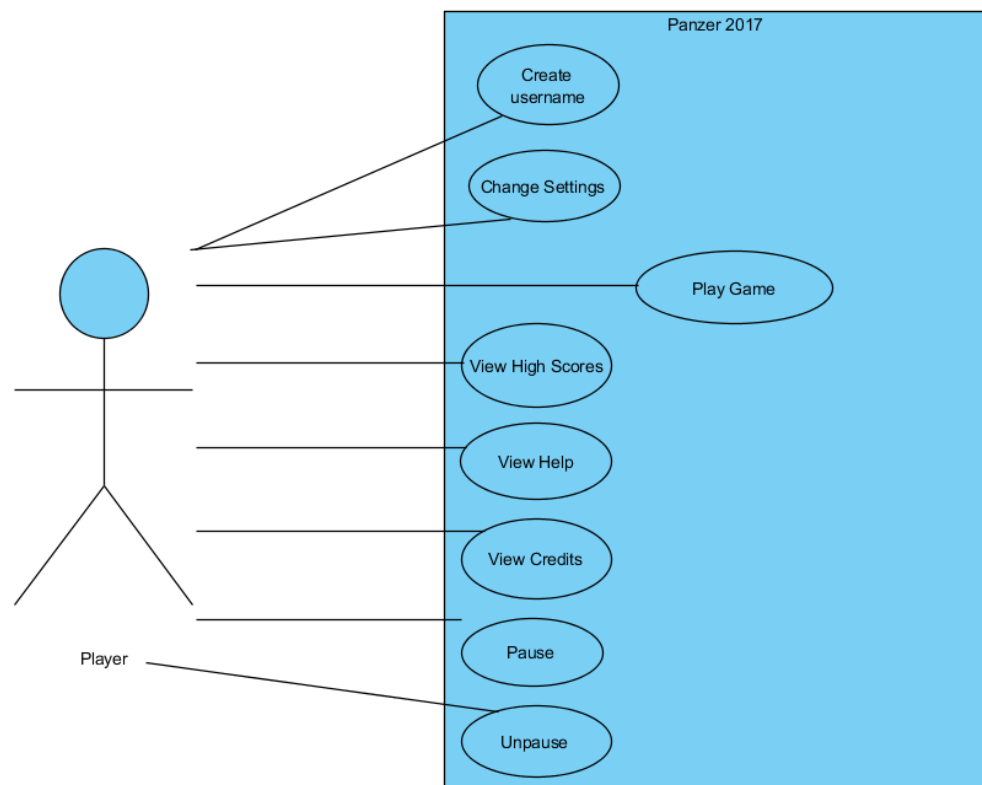 Panzer 2017
Create
username
Change Settings
Play Game
View High Scores
View Help
View Credits
Pause
Player
Unpause